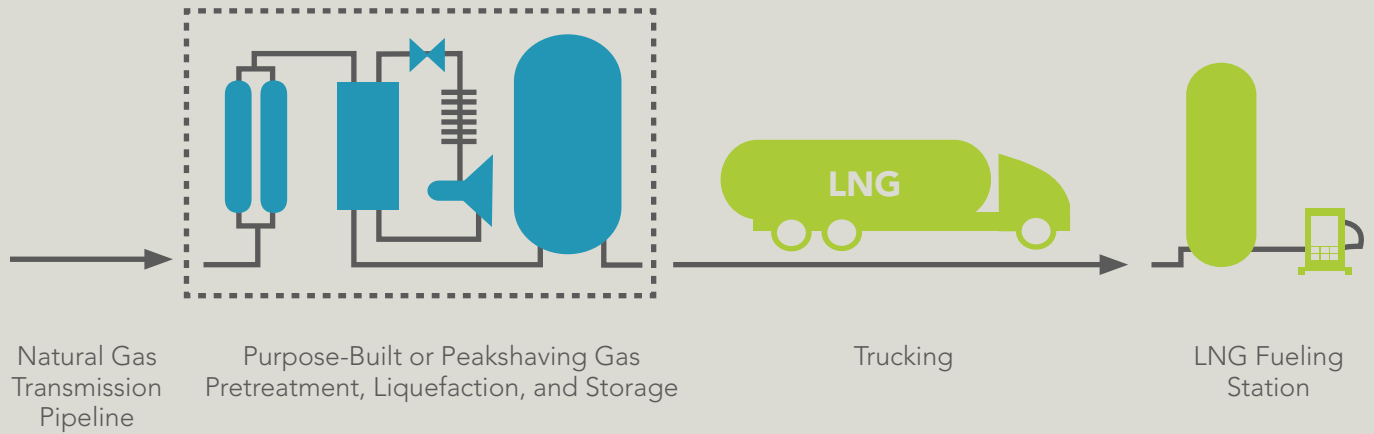 LNG
Natural Gas
Transmission
Pipeline
Purpose-Built or Peakshaving Gas
Pretreatment, Liquefaction, and Storage
Trucking
LNG Fueling
Station